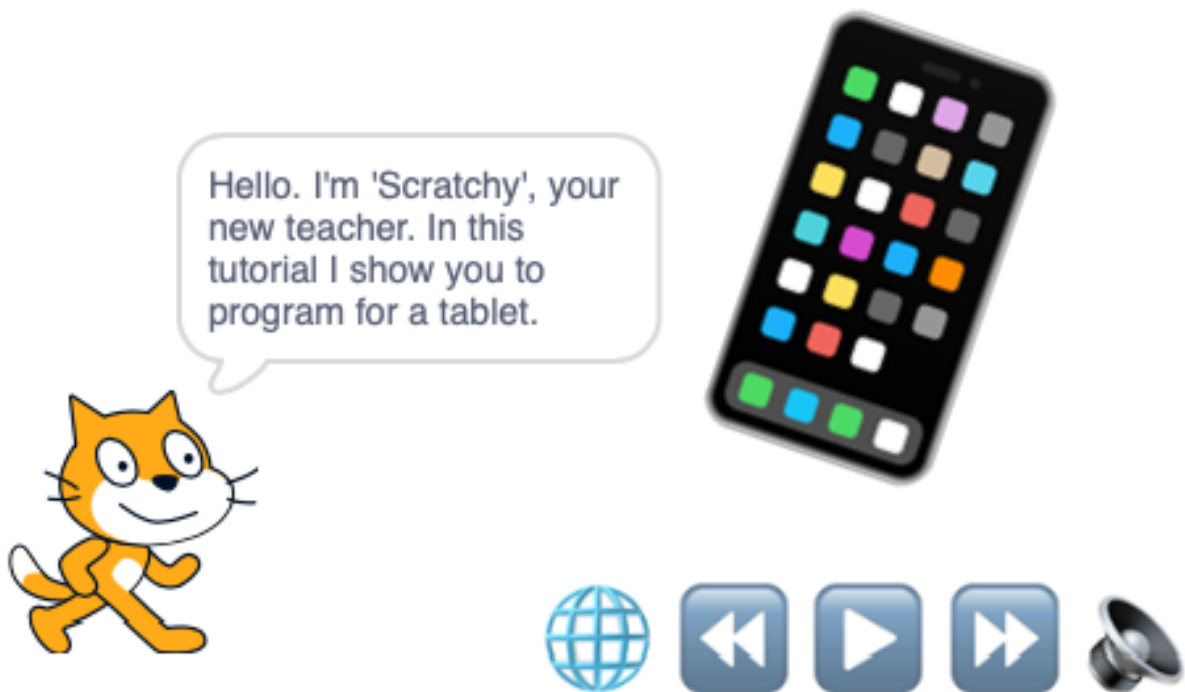 Hello. I'm 'Scratchy', your
new teacher. In this
tutorial I show you to
program for a tablet.